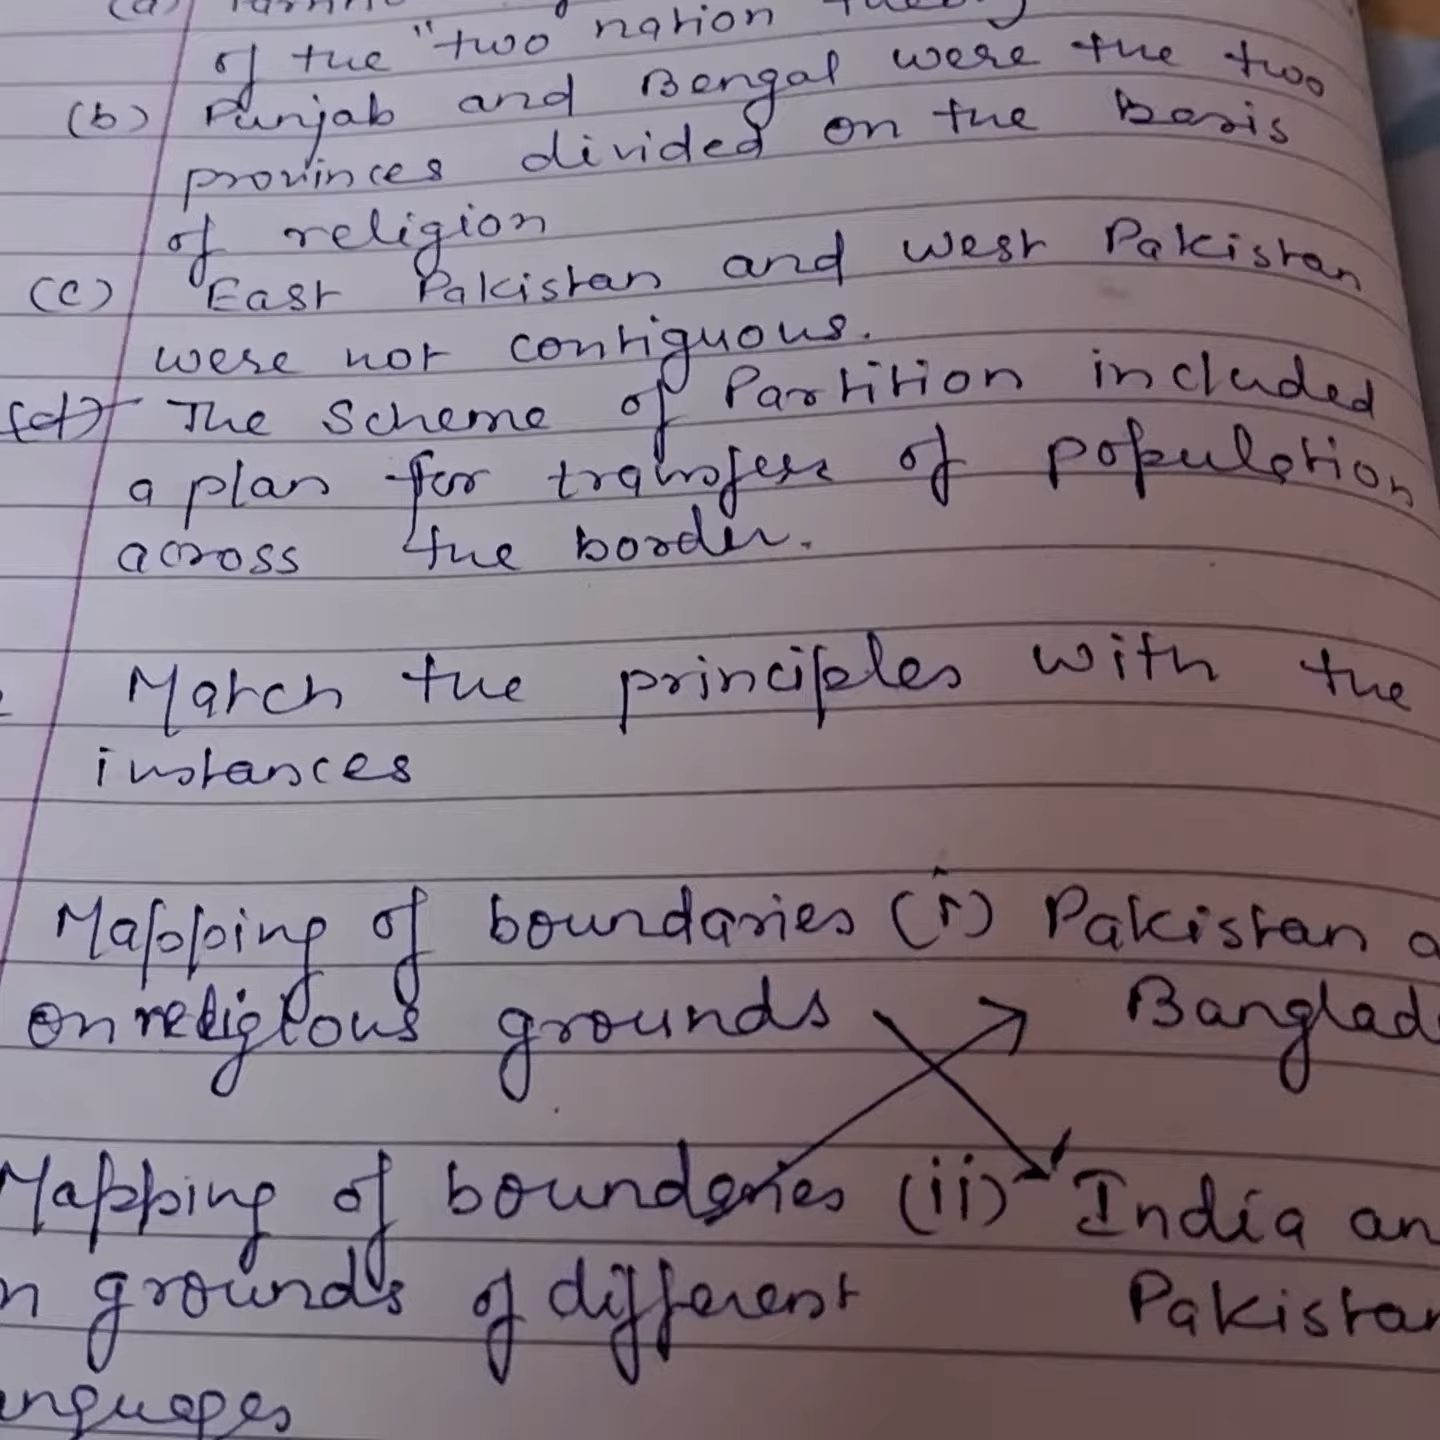 (a)
of the "two nation
(b) Punjab and Bengal were the two
provinces divided on the Basis
of religion
(c) East Pakistan and west Pakistan
were not contiguous.
(d) The Scheme of Partition included
a plan for transfer of population
across the border.
Match the principles with the
instances
Mapping of boundaries (i) Pakistan a
on religious grounds Banglad
Mapping of boundaries (ii) India an
n grounds of different Pakistan
anguages